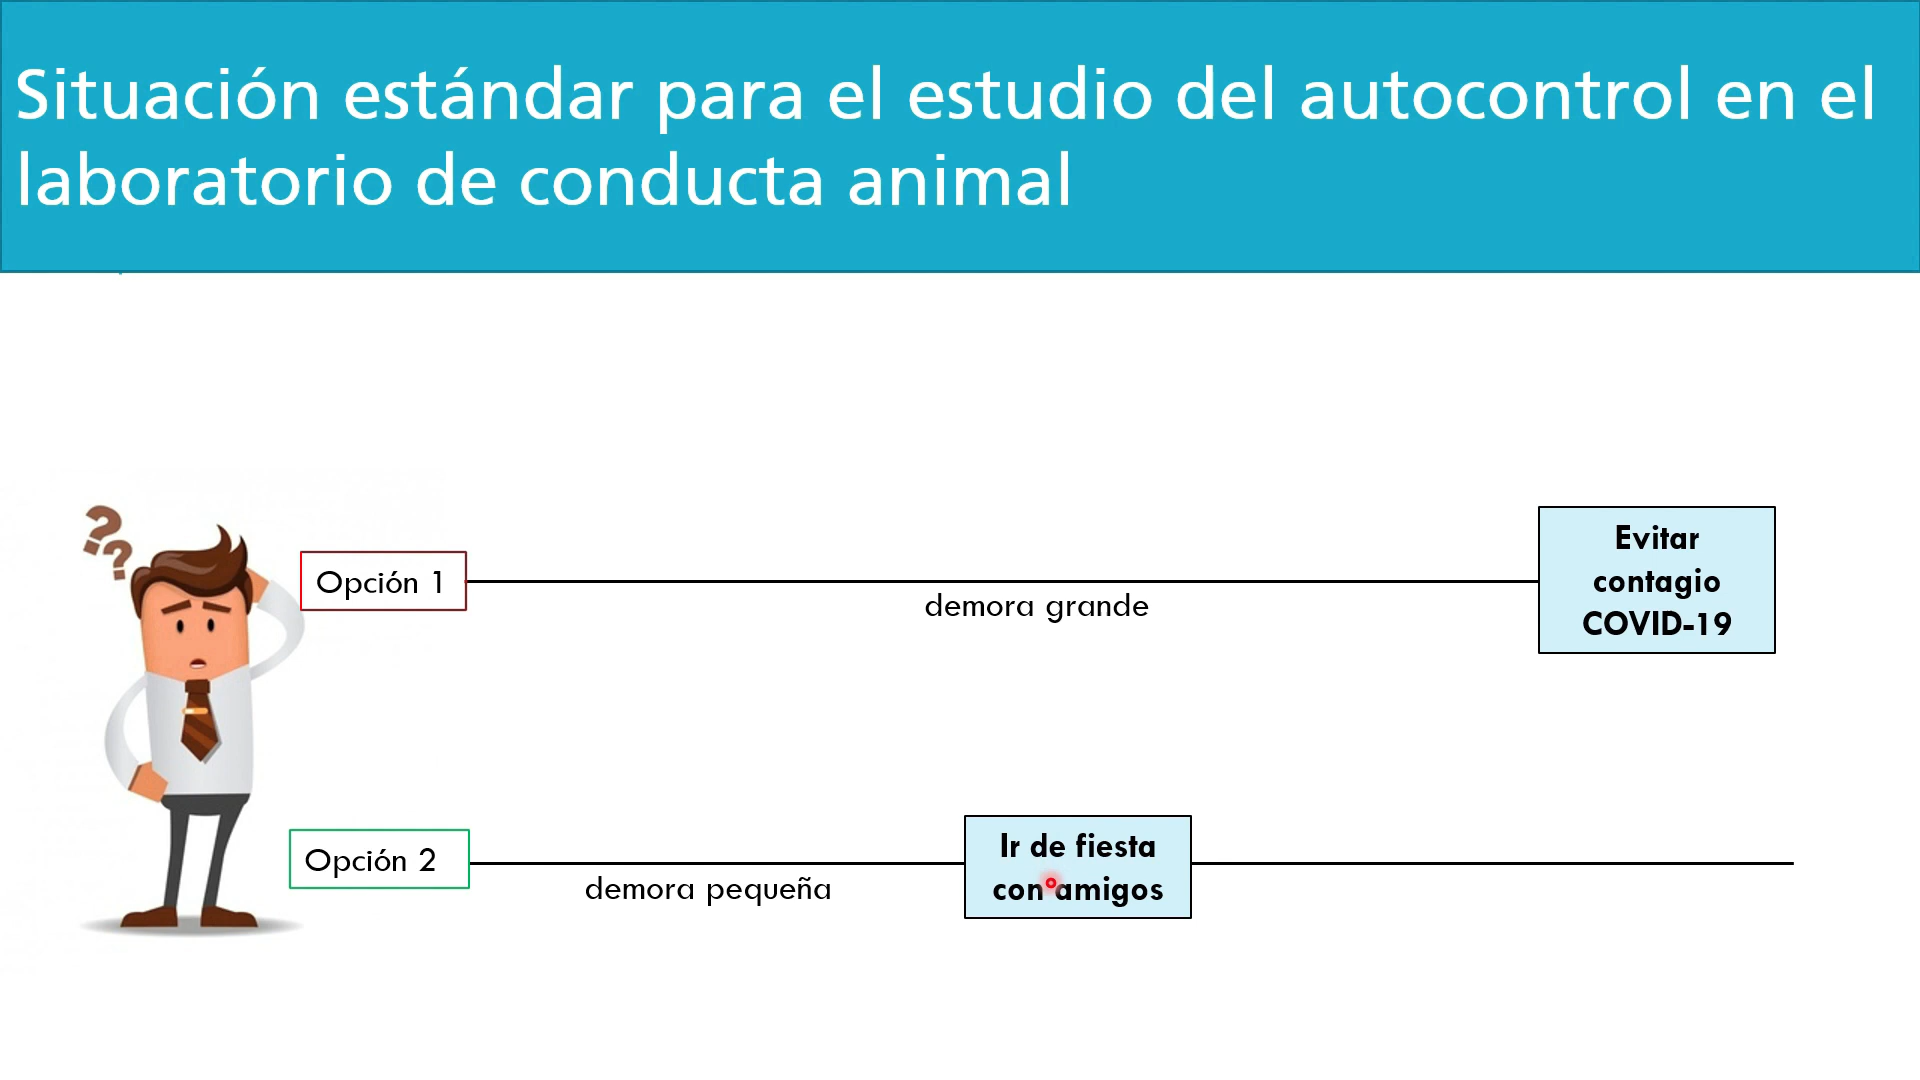 Situación estándar para el estudio del autocontrol en el
laboratorio de conducta animal
??
Opción 1
demora grande
Evitar
contagio
COVID-19
Opción 2
demora pequeña
Ir de fiesta
con amigos